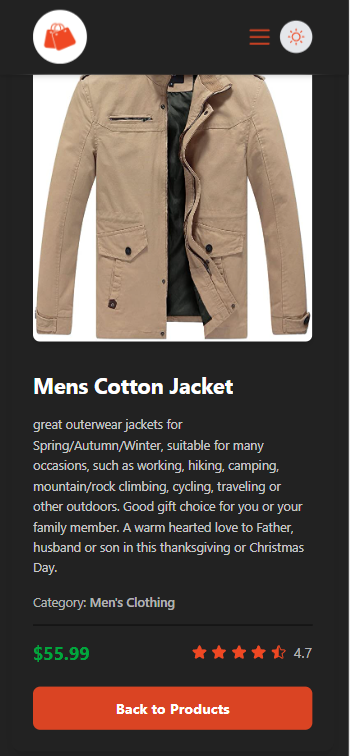 Mens Cotton Jacket
great outerwear jackets for
Spring/Autumn/Winter, suitable for many
occasions, such as working, hiking, camping,
mountain/rock climbing, cycling, traveling or
other outdoors. Good gift choice for you or your
family member. A warm hearted love to Father,
husband or son in this thanksgiving or Christmas
Day.
Category: Men's Clothing
$55.99 4.7
Back to Products